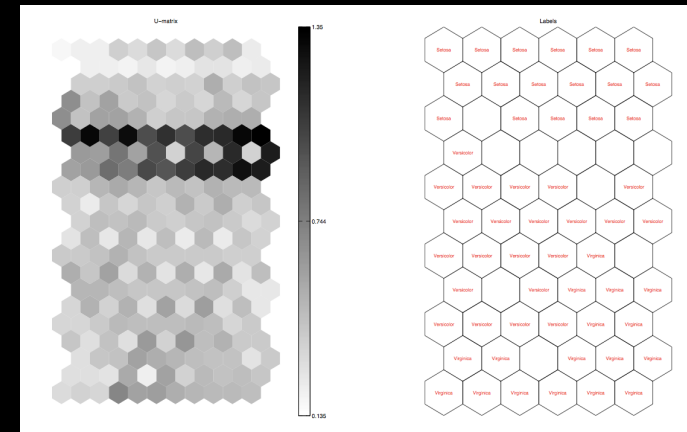 U-matrix
1.35
0.744
0.135
Labels
Setosa Setosa Setosa Setosa Setosa Setosa
Setosa Setosa Setosa Setosa Setosa Setosa
Setosa Setosa Setosa Setosa Setosa
Versicolor
Versicolor Versicolor Versicolor
Versicolor Versicolor Versicolor Versicolor Versicolor Versicolor
Versicolor Versicolor Versicolor Versicolor Virginica
Versicolor Versicolor Virginica Virginica Virginica
Versicolor Versicolor Versicolor Virginica Virginica Virginica
Virginica Virginica Virginica Virginica Virginica
Virginica Virginica Virginica Virginica Virginica Virginica